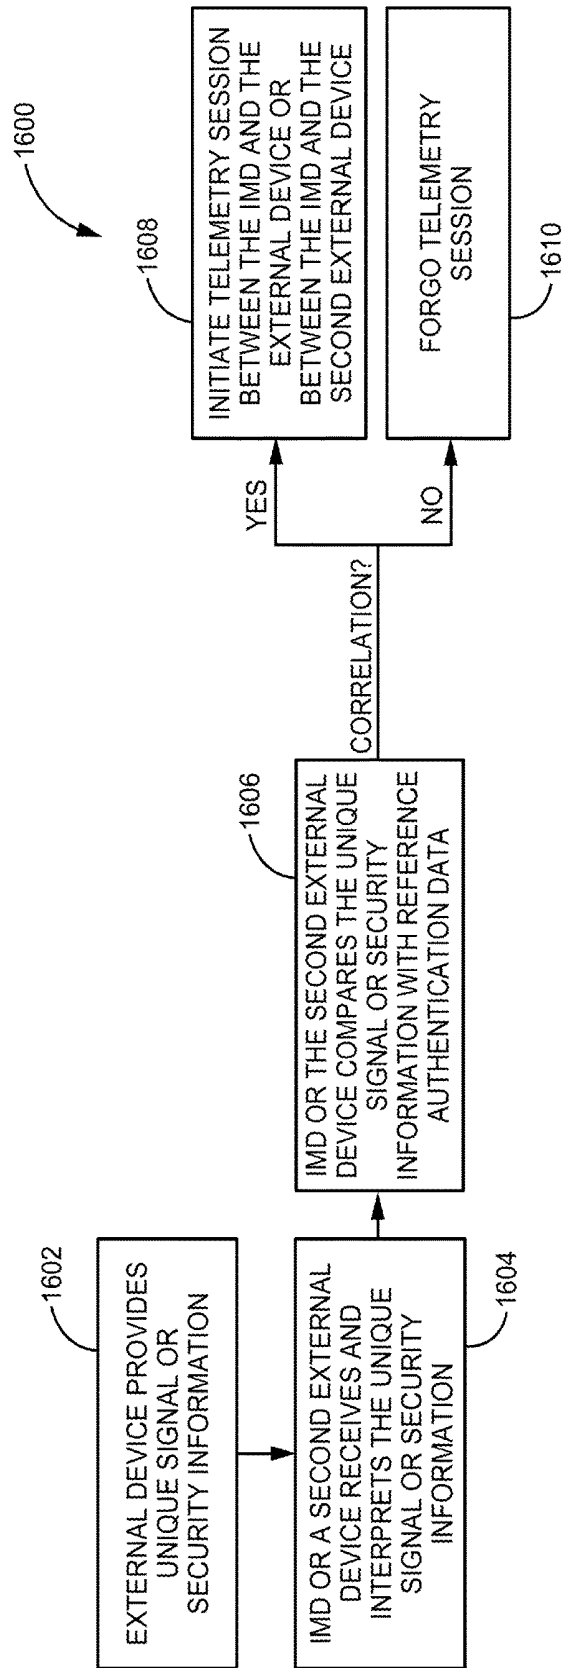 1600
1602
EXTERNAL DEVICE PROVIDES
UNIQUE SIGNAL OR
SECURITY INFORMATION
IMD OR A SECOND EXTERNAL
DEVICE RECEIVES AND
INTERPRETS THE UNIQUE
SIGNAL OR SECURITY
INFORMATION
1604
1606
IMD OR THE SECOND EXTERNAL
DEVICE COMPARES THE UNIQUE
SIGNAL OR SECURITY
INFORMATION WITH REFERENCE
AUTHENTICATION DATA
CORRELATION?
YES
NO
1608
INITIATE TELEMETRY SESSION
BETWEEN THE IMD AND THE
EXTERNAL DEVICE OR
BETWEEN THE IMD AND THE
SECOND EXTERNAL DEVICE
FORGO TELEMETRY
SESSION
1610